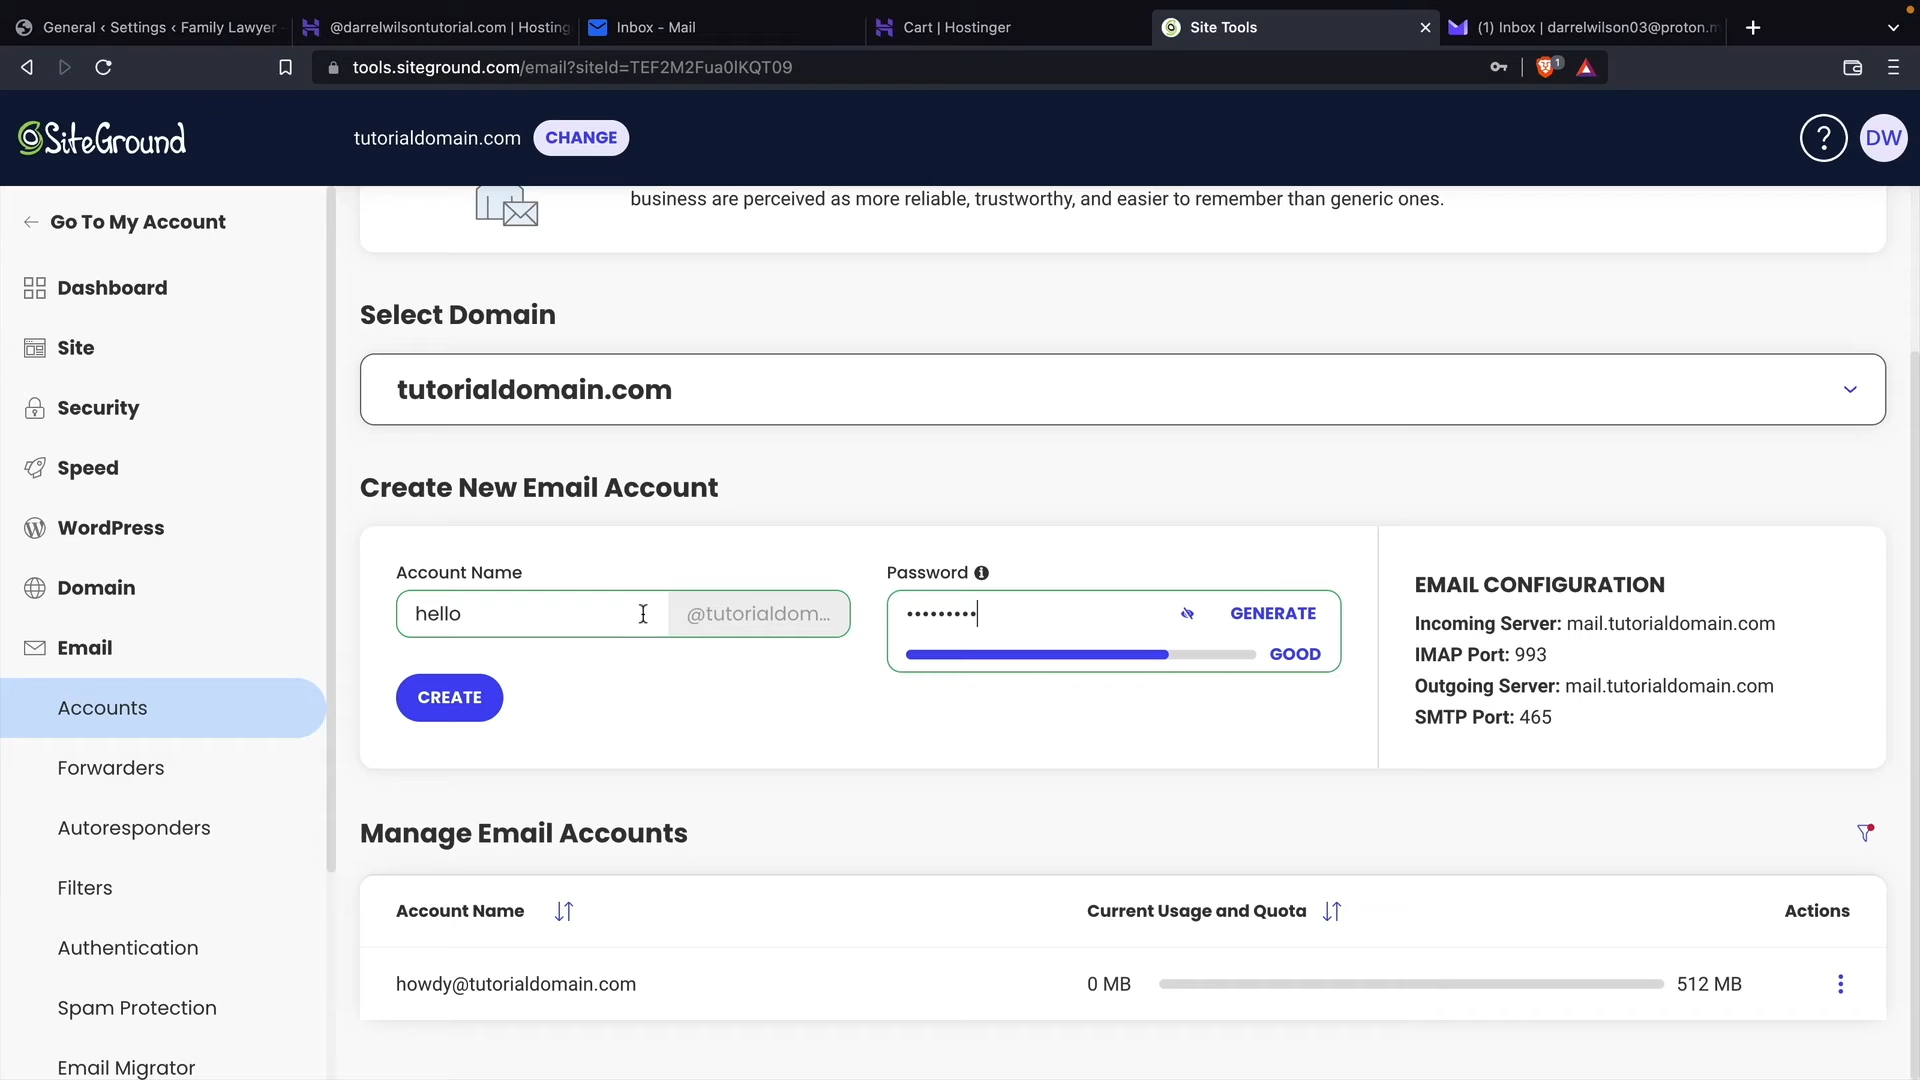 General < Settings < Family Lawyer
@darrelwilsontutorial.com | Hosting
Inbox - Mail
Cart | Hostinger
Site Tools
(1) Inbox | darrelwilson03@proton.m
tools.siteground.com/email?siteId=TEF2M2Fua0lKQT09
1
SiteGround
tutorialdomain.com
CHANGE
?
DW
Go To My Account
Dashboard
Site
Security
Speed
WordPress
Domain
Email
Accounts
Forwarders
Autoresponders
Filters
Authentication
Spam Protection
Email Migrator
business are perceived as more reliable, trustworthy, and easier to remember than generic ones.
Select Domain
tutorialdomain.com
Create New Email Account
Account Name
hello
@tutorialdom...
Password
•••••••••
GENERATE
GOOD
CREATE
EMAIL CONFIGURATION
Incoming Server: mail.tutorialdomain.com
IMAP Port: 993
Outgoing Server: mail.tutorialdomain.com
SMTP Port: 465
Manage Email Accounts
Account Name
Current Usage and Quota
Actions
howdy@tutorialdomain.com
0 MB
512 MB